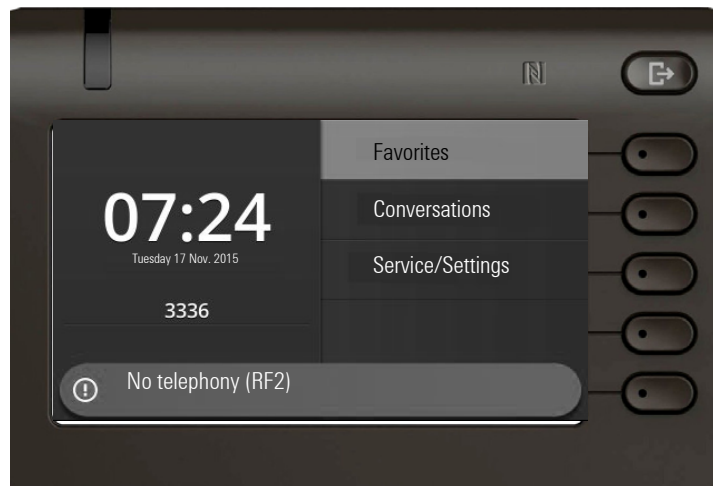 07:24
Tuesday 17 Nov. 2015
3336
Favorites
Conversations
Service/Settings
No telephony (RF2)